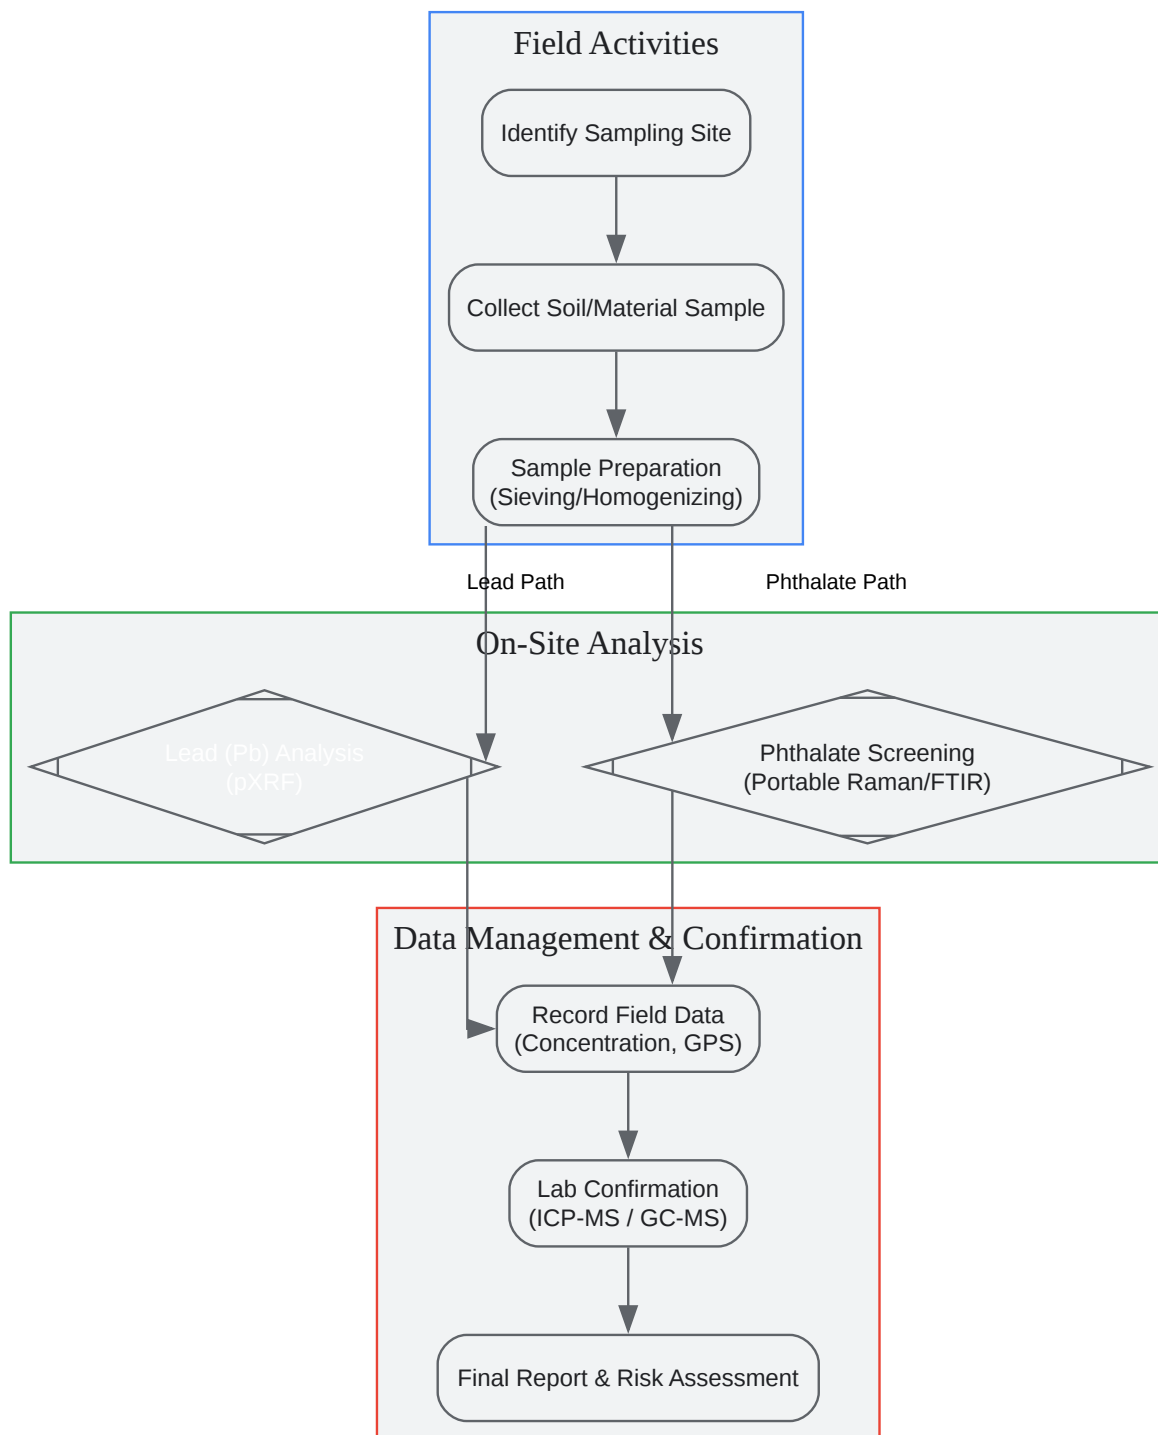 Field Activities
Identify Sampling Site
Collect Soil/Material Sample
Sample Preparation
(Sieving/Homogenizing)
Lead Path
Phthalate Path
On-Site Analysis
Lead (Pb) Analysis
(pXRF)
Phthalate Screening
(Portable Raman/FTIR)
Data Management & Confirmation
Record Field Data
(Concentration, GPS)
Lab Confirmation
(ICP-MS / GC-MS)
Final Report & Risk Assessment